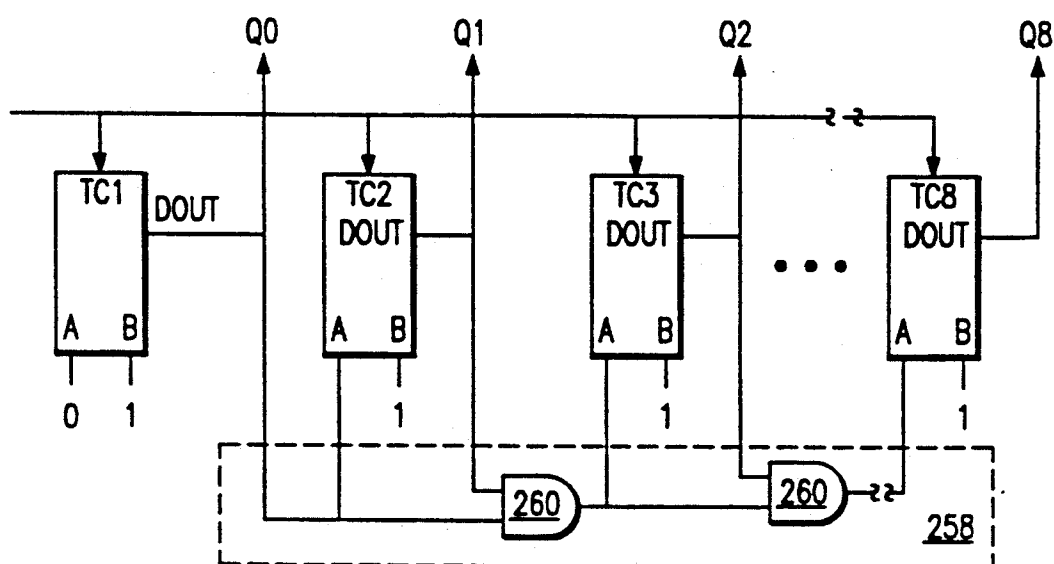 Q0 Q1 Q2 Q8
TC1 TC2 TC3 TC8
DOUT DOUT DOUT DOUT
A B A B A B A B
0 1 1 1 1
260 260
258